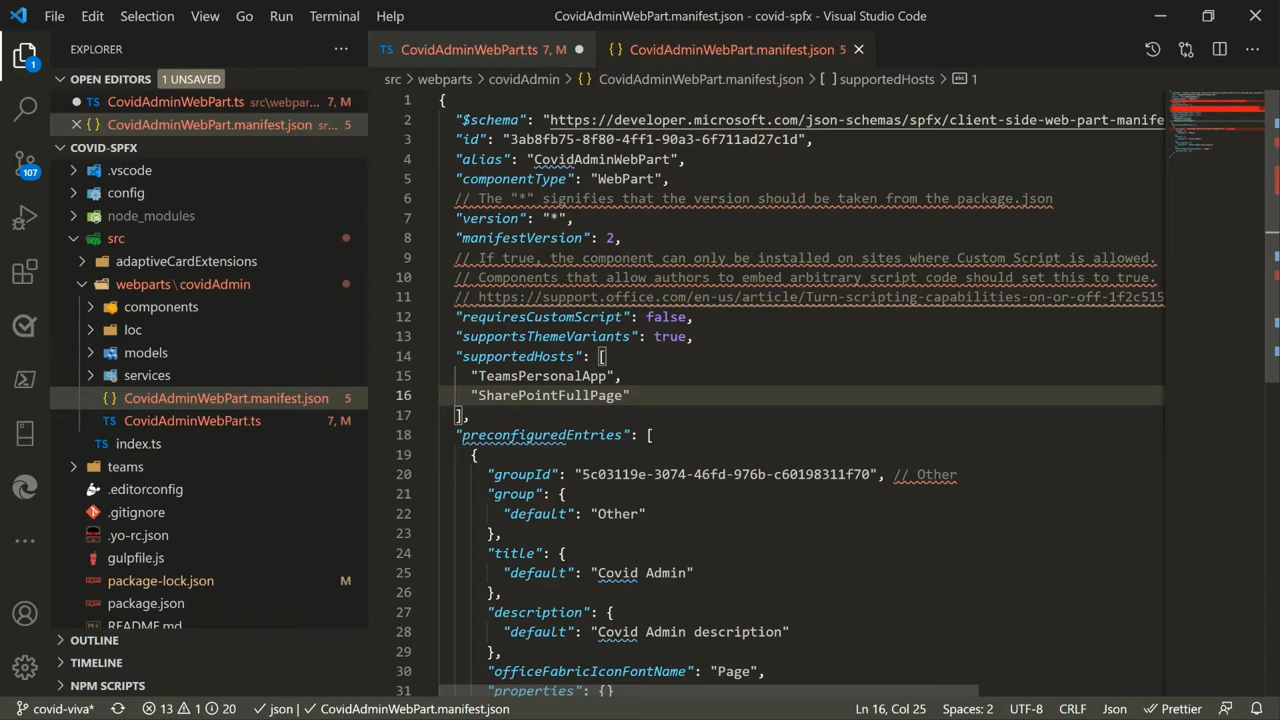 File Edit Selection View Go Run Terminal Help
CovidAdminWebPart.manifest.json - covid-spfx - Visual Studio Code
EXPLORER
OPEN EDITORS 1 UNSAVED
CovidAdminWebPart.ts src\webpar... 7, M
CovidAdminWebPart.manifest.json sr... 5
COVID-SPFX
.vscode
config
node_modules
src
adaptiveCardExtensions
webparts \ covidAdmin
components
loc
models
services
CovidAdminWebPart.manifest.json 5
CovidAdminWebPart.ts 7, M
index.ts
teams
.editorconfig
.gitignore
.yo-rc.json
gulpfile.js
package-lock.json M
package.json
README.md
OUTLINE
TIMELINE
NPM SCRIPTS
1
107
CovidAdminWebPart.ts 7, M
CovidAdminWebPart.manifest.json 5
src > webparts > covidAdmin > {} CovidAdminWebPart.manifest.json > [ ] supportedHosts > abc 1
1 {
2 "$schema": "https://developer.microsoft.com/json-schemas/spfx/client-side-web-part-manife
3 "id": "3ab8fb75-8f80-4ff1-90a3-6f711ad27c1d",
4 "alias": "CovidAdminWebPart",
5 "componentType": "WebPart",
6 // The "*" signifies that the version should be taken from the package.json
7 "version": "*",
8 "manifestVersion": 2,
9 // If true, the component can only be installed on sites where Custom Script is allowed.
10 // Components that allow authors to embed arbitrary script code should set this to true.
11 // https://support.office.com/en-us/article/Turn-scripting-capabilities-on-or-off-1f2c515
12 "requiresCustomScript": false,
13 "supportsThemeVariants": true,
14 "supportedHosts": [
15 "TeamsPersonalApp",
16 "SharePointFullPage"
17 ],
18 "preconfiguredEntries": [
19 {
20 "groupId": "5c03119e-3074-46fd-976b-c60198311f70", // Other
21 "group": {
22 "default": "Other"
23 },
24 "title": {
25 "default": "Covid Admin"
26 },
27 "description": {
28 "default": "Covid Admin description"
29 },
30 "officeFabricIconFontName": "Page",
31 "properties": {}
covid-viva* 13 1 20 json CovidAdminWebPart.manifest.json Ln 16, Col 25 Spaces: 2 UTF-8 CRLF Json Prettier